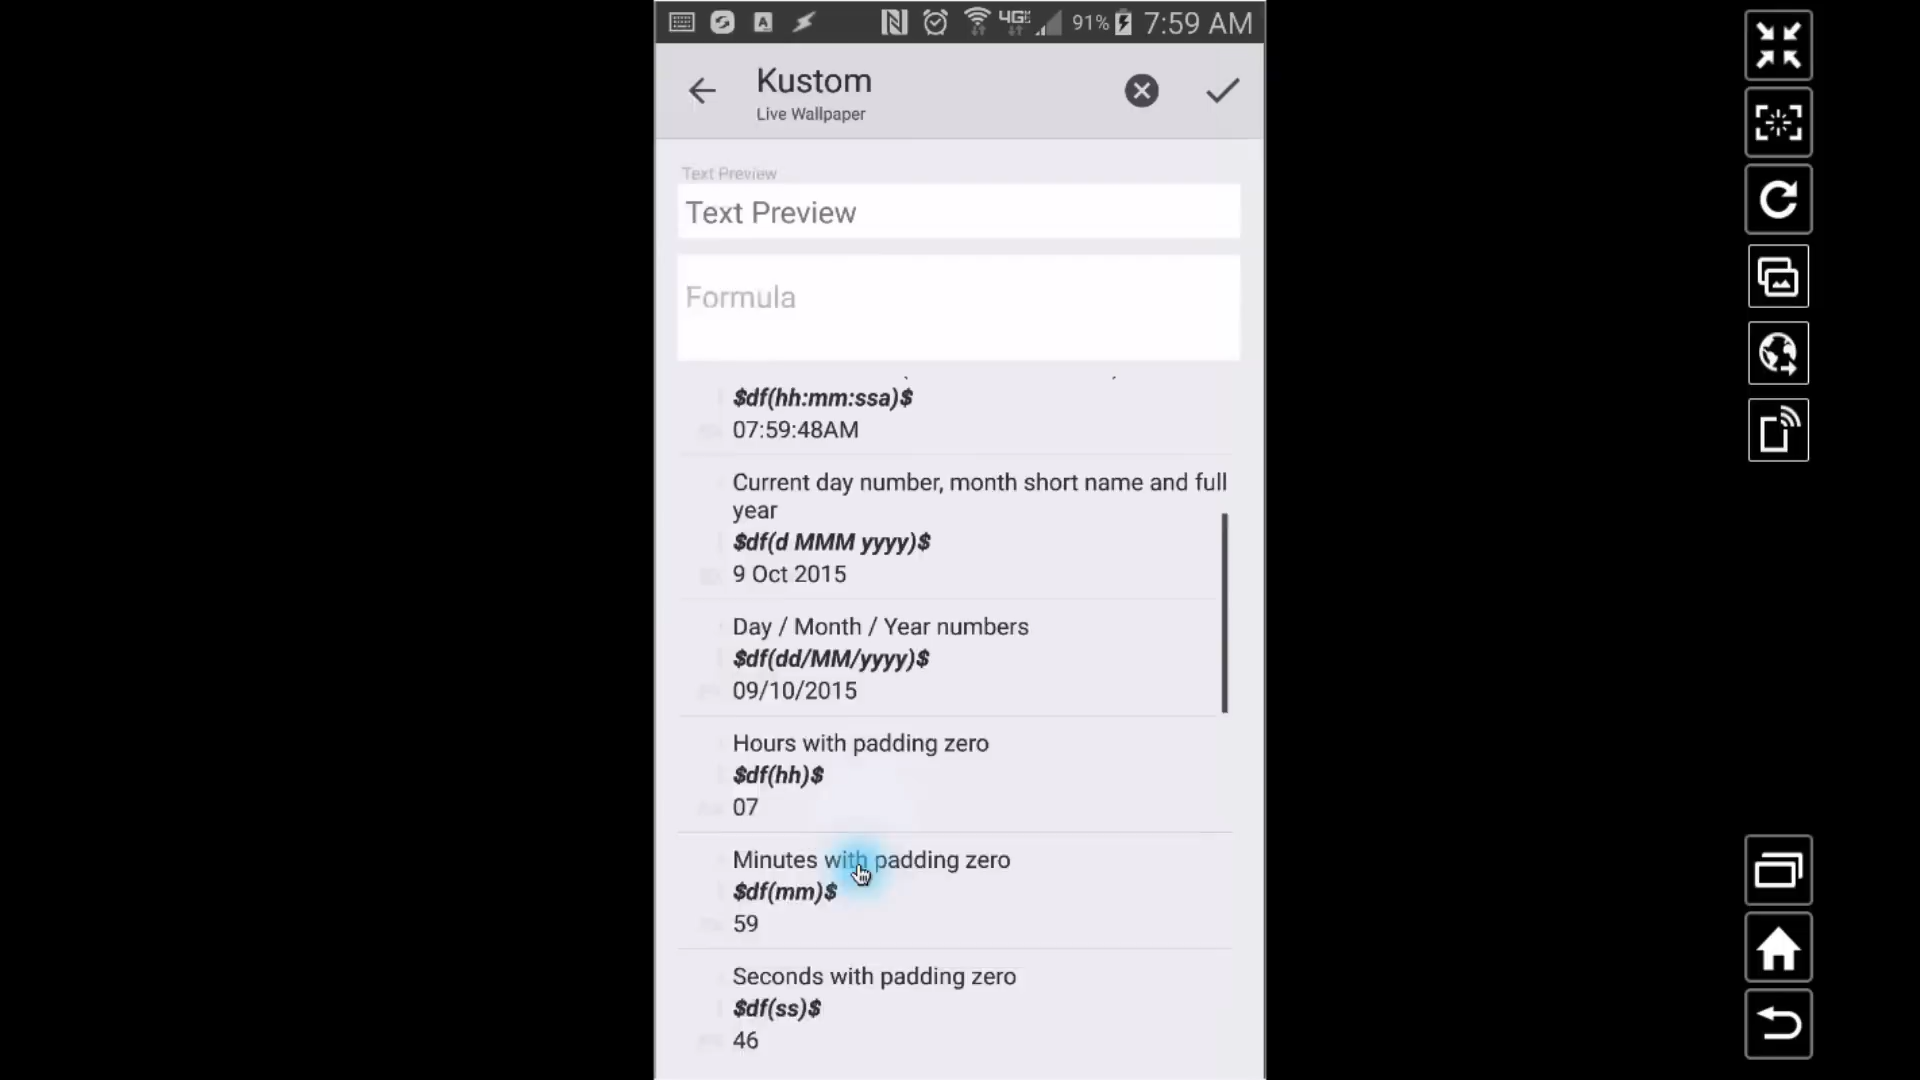 91% 7:59 AM
Kustom
Live Wallpaper
Text Preview
Text Preview
Formula
$df(hh:mm:ssa)$
07:59:48AM
Current day number, month short name and full
year
$df(d MMM yyyy)$
9 Oct 2015
Day / Month / Year numbers
$df(dd/MM/yyyy)$
09/10/2015
Hours with padding zero
$df(hh)$
07
Minutes with padding zero
$df(mm)$
59
Seconds with padding zero
$df(ss)$
46